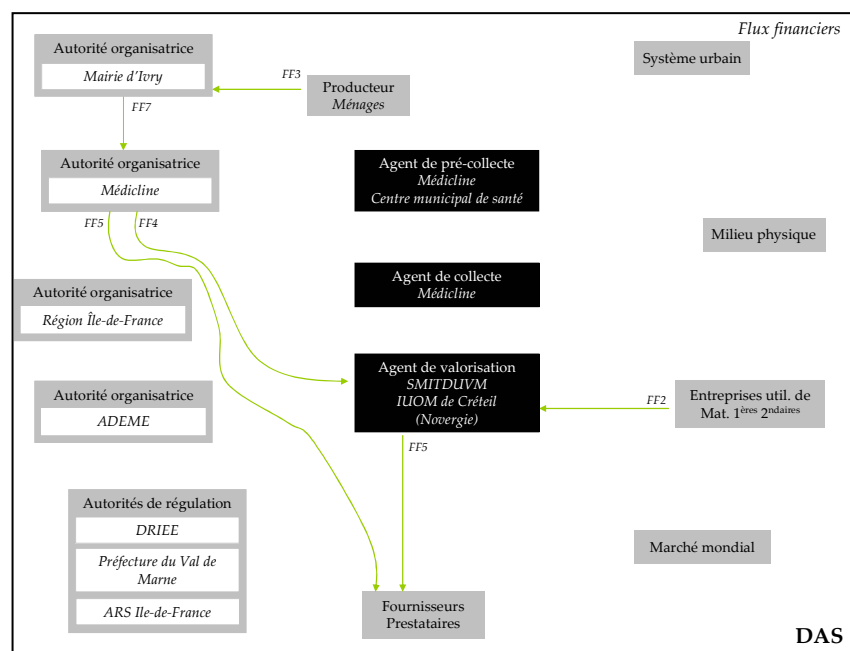 Flux financiers
Autorité organisatrice
Mairie d'Ivry
Système urbain
FF3
Producteur
Ménages
FF7
Autorité organisatrice
Médicline
Agent de pré-collecte
Médicline
Centre municipal de santé
FF5
FF4
Milieu physique
Autorité organisatrice
Région Île-de-France
Agent de collecte
Médicline
Agent de valorisation
SMITDUVM
IUOM de Créteil
(Novergie)
Autorité organisatrice
ADEME
FF2
Entreprises util. de
Mat. 1ères 2ndaires
FF5
Autorités de régulation
DRIEE
Préfecture du Val de
Marne
ARS Ile-de-France
Marché mondial
Fournisseurs
Prestataires
DAS